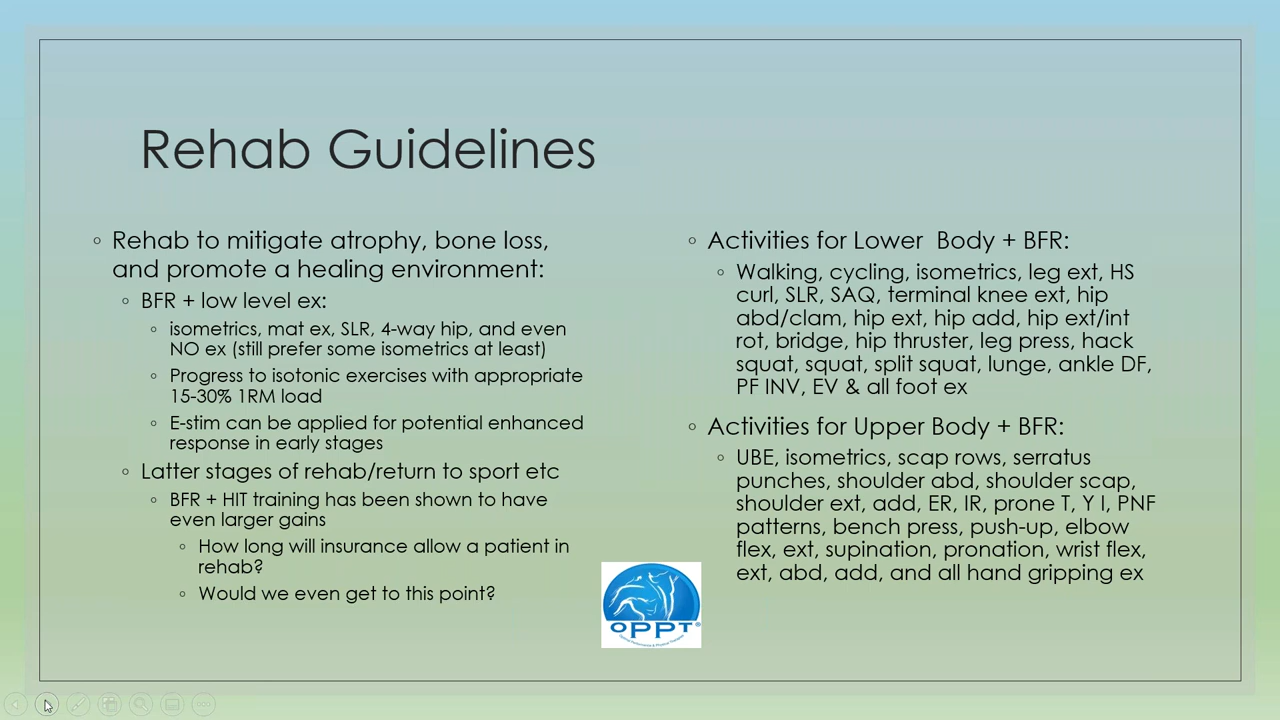 Rehab Guidelines
Rehab to mitigate atrophy, bone loss,
and promote a healing environment:
BFR + low level ex:
isometrics, mat ex, SLR, 4-way hip, and even
NO ex (still prefer some isometrics at least)
Progress to isotonic exercises with appropriate
15-30% 1RM load
E-stim can be applied for potential enhanced
response in early stages
Latter stages of rehab/return to sport etc
BFR + HIT training has been shown to have
even larger gains
How long will insurance allow a patient in
rehab?
Would we even get to this point?
Activities for Lower  Body + BFR:
Walking, cycling, isometrics, leg ext, HS
curl, SLR, SAQ, terminal knee ext, hip
abd/clam, hip ext, hip add, hip ext/int
rot, bridge, hip thruster, leg press, hack
squat, squat, split squat, lunge, ankle DF,
PF INV, EV & all foot ex
Activities for Upper Body + BFR:
UBE, isometrics, scap rows, serratus
punches, shoulder abd, shoulder scap,
shoulder ext, add, ER, IR, prone T, Y I, PNF
patterns, bench press, push-up, elbow
flex, ext, supination, pronation, wrist flex,
ext, abd, add, and all hand gripping ex
OPPT®